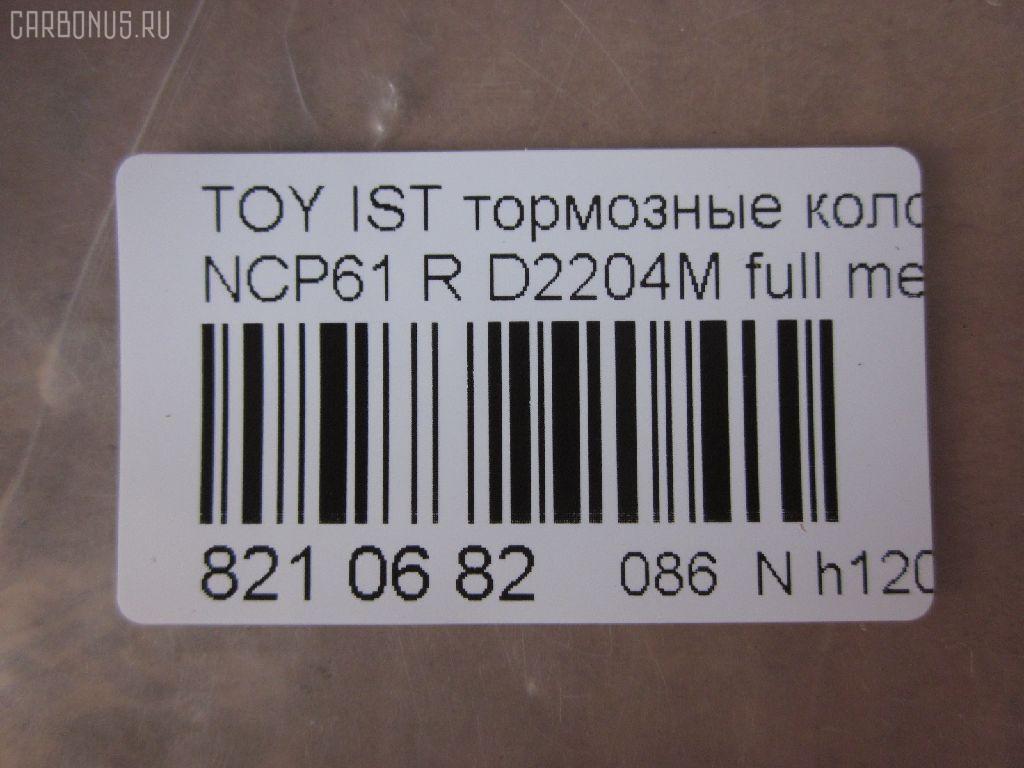 CARBONUS.RU
TOY IST тормозные коло
NCP61 R D2204M full me
821 06 82 086 N h120